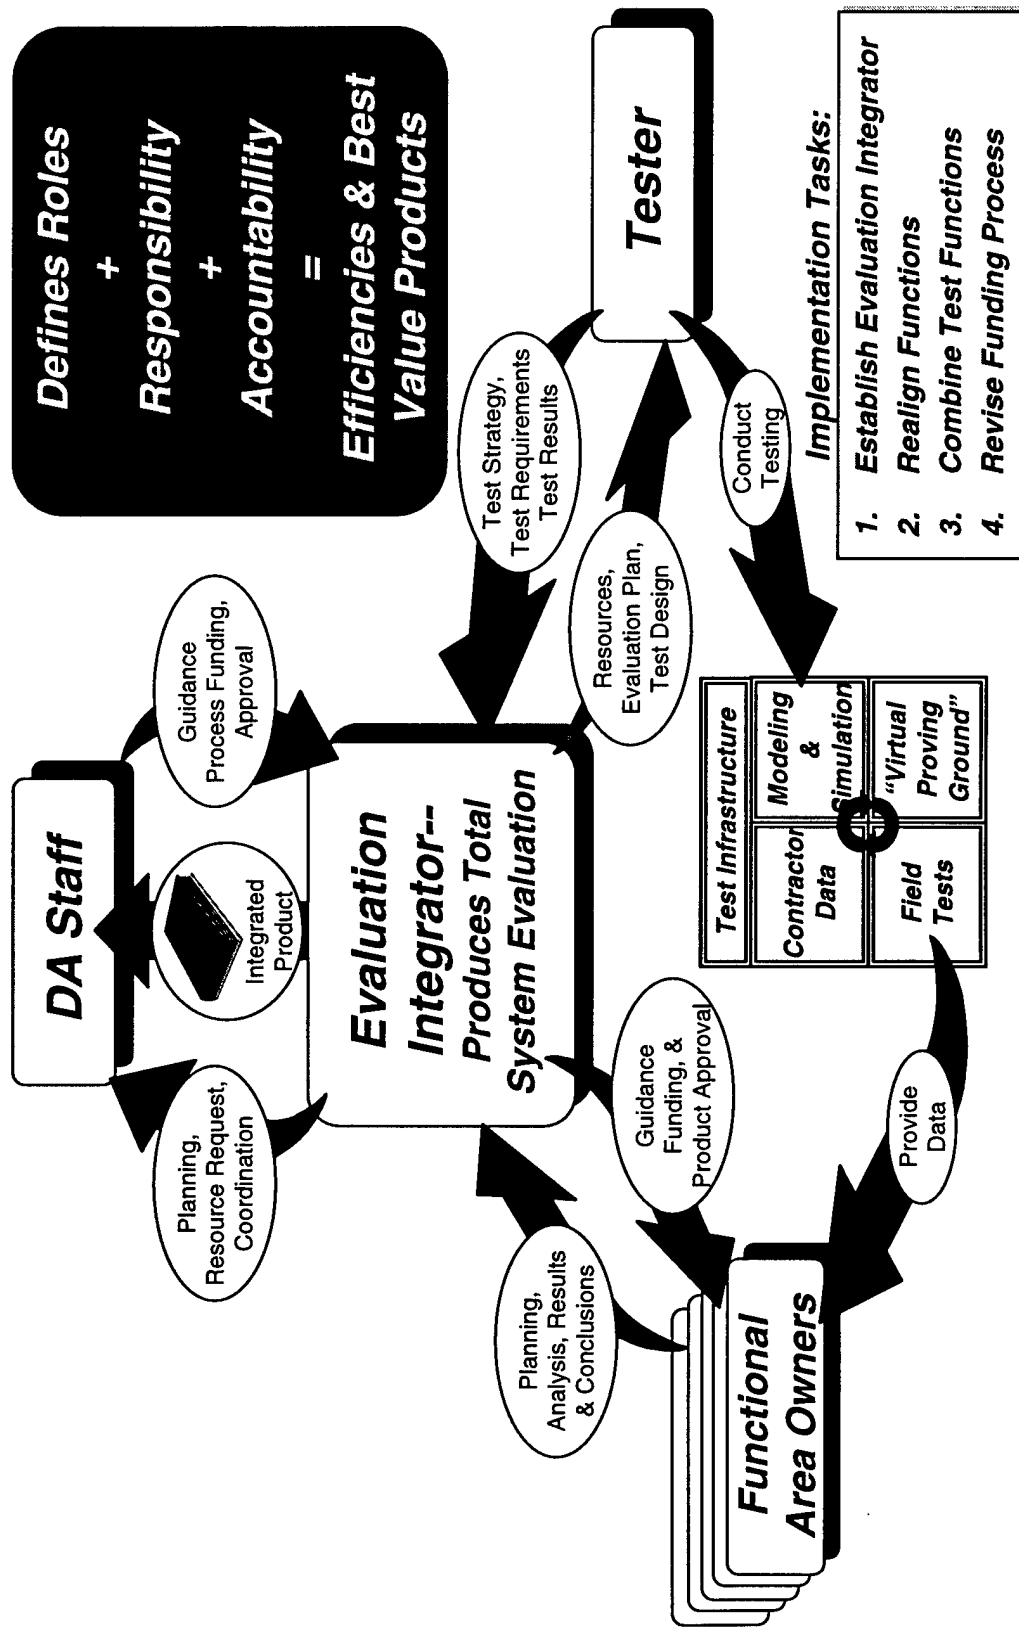 DA Staff
Planning,
Resource Request,
Coordination
Integrated
Product
Guidance
Process Funding,
Approval
Defines Roles
+
Responsibility
+
Accountability
=
Efficiencies & Best
Value Products
Evaluation
Integrator--
Produces Total
System Evaluation
Planning,
Analysis, Results
& Conclusions
Guidance
Funding, &
Product Approval
Test Strategy,
Test Requirements
Test Results
Resources,
Evaluation Plan,
Test Design
Tester
Functional
Area Owners
Provide
Data
Test Infrastructure
Contractor
Data
Modeling
&
Simulation
Field
Tests
“Virtual
Proving
Ground”
Conduct
Testing
Implementation Tasks:
1. Establish Evaluation Integrator
2. Realign Functions
3. Combine Test Functions
4. Revise Funding Process